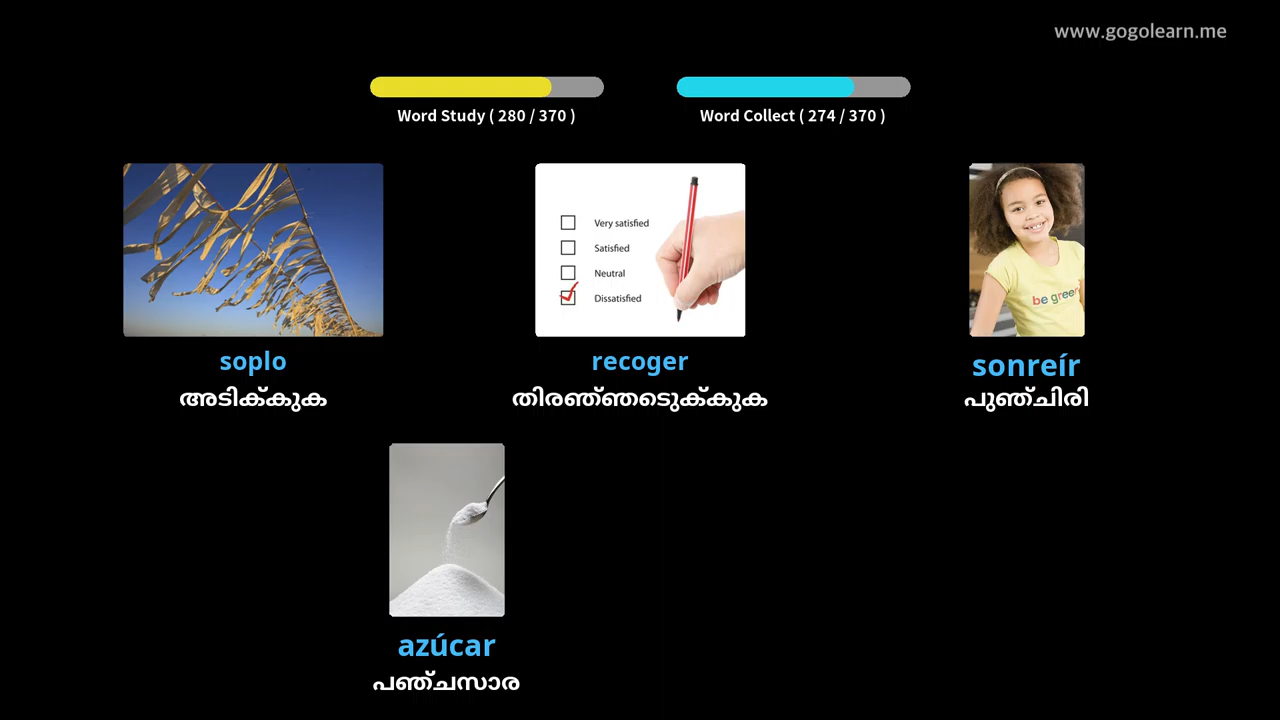 www.gogolearn.me
Word Study ( 280 / 370 )
Word Collect ( 274 / 370 )
Very satisfied
Satisfied
Neutral
Dissatisfied
be green
soplo
recoger
sonreír
അടിക്കുക
തിരഞ്ഞെടുക്കുക
പുഞ്ചിരി
azúcar
പഞ്ചസാര